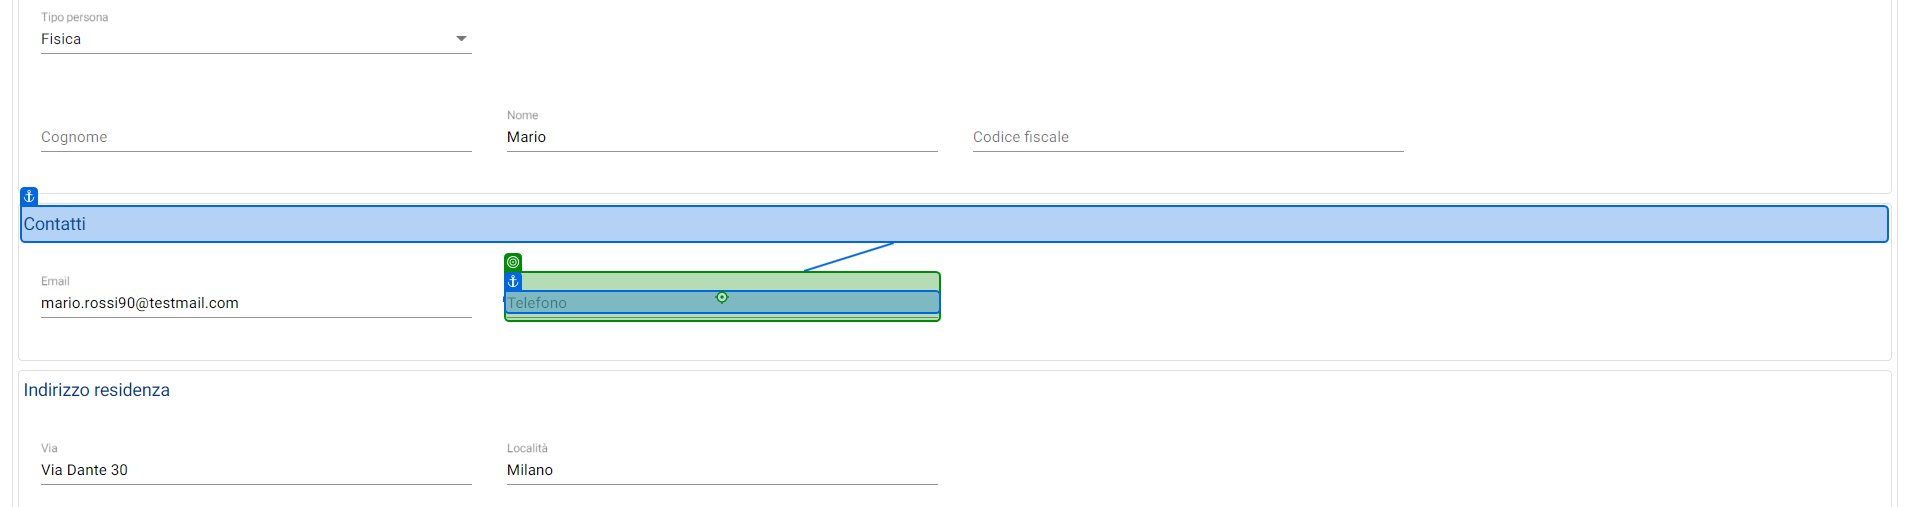 Tipo persona
Fisica
Nome
Cognome Mario Codice fiscale
Contatti
Email
mario.rossi90@testmail.com Telefono
Indirizzo residenza
Via Località
Via Dante 30 Milano